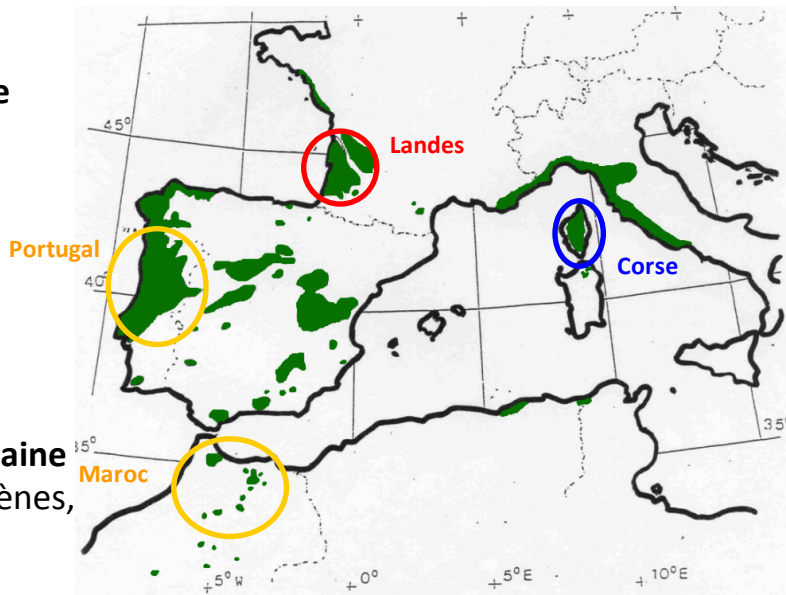 e
45°
Landes
Portugal
Corse
40°
aine
Maroc
35°
35°
ènes,
5°W
0°
5°E
10°E